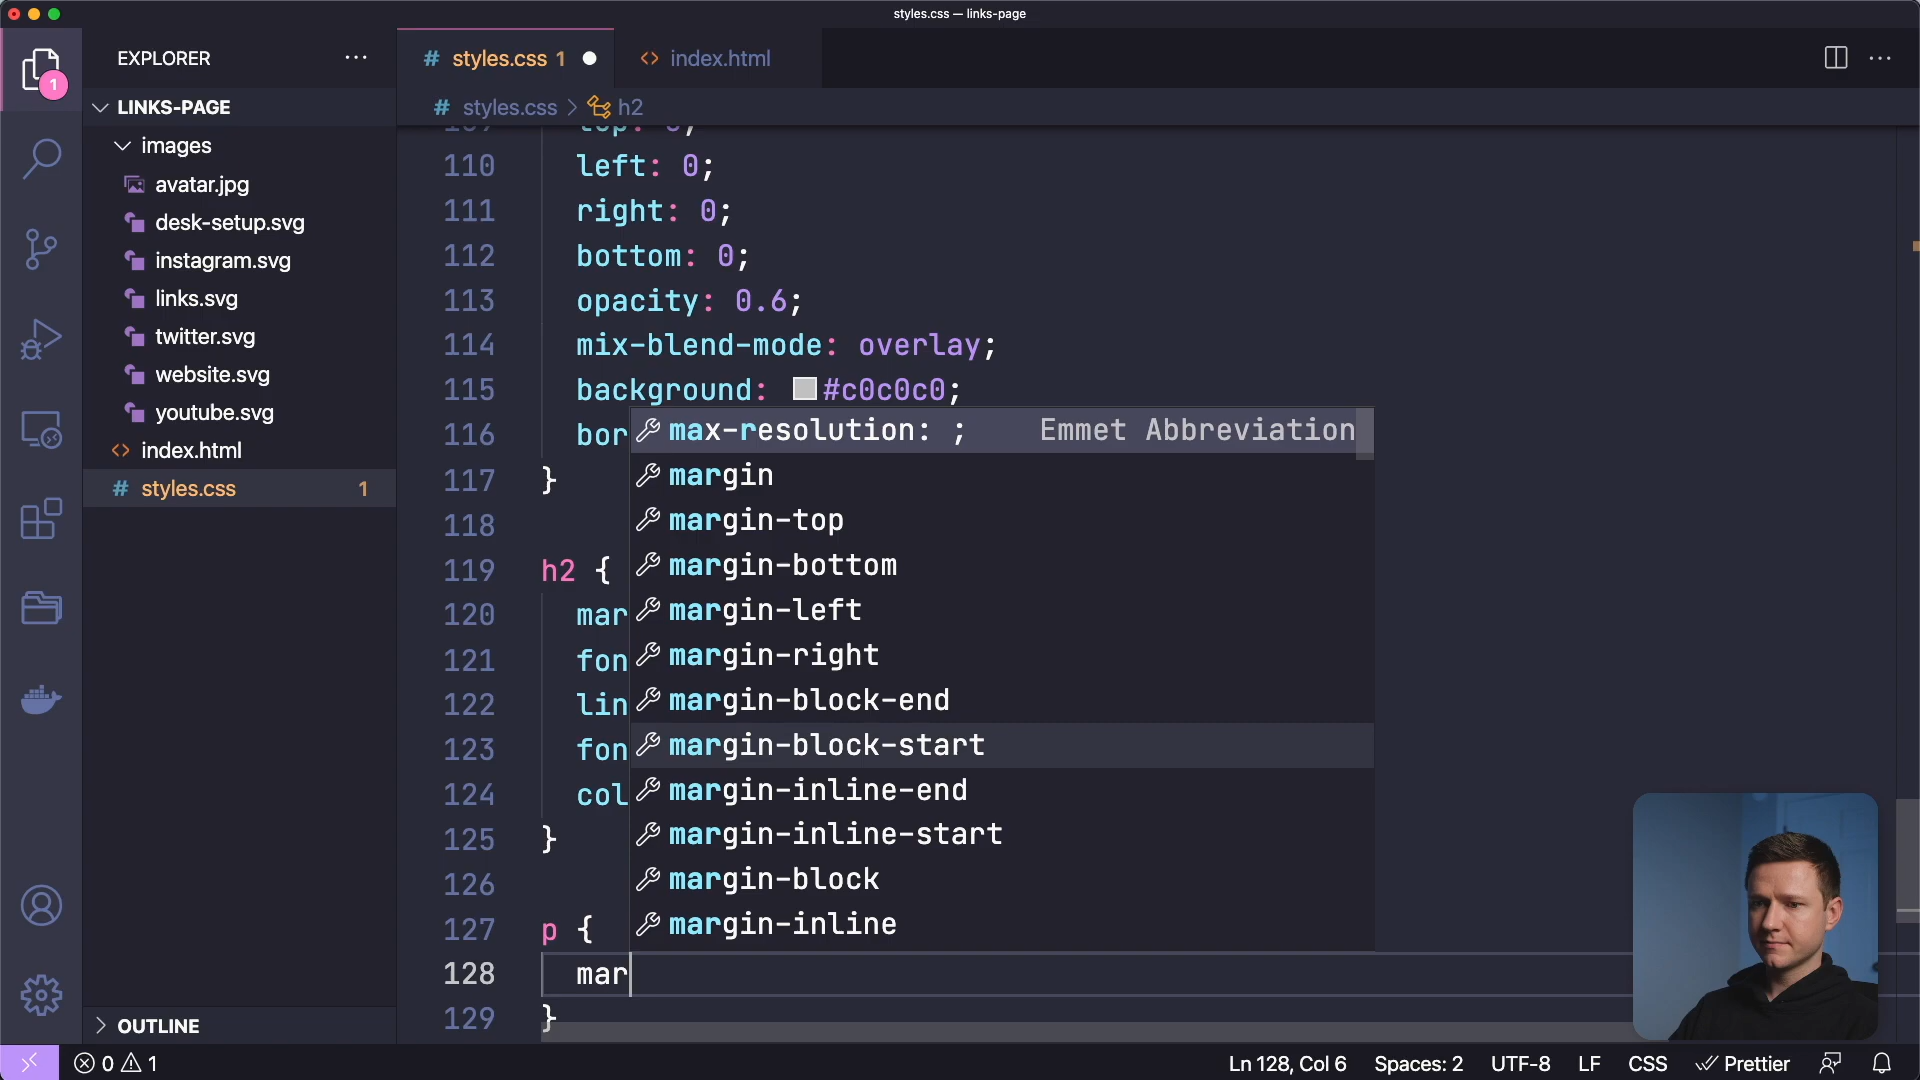 styles.css — links-page
EXPLORER
LINKS-PAGE
images
avatar.jpg
desk-setup.svg
instagram.svg
links.svg
twitter.svg
website.svg
youtube.svg
index.html
# styles.css 1
OUTLINE
1
# styles.css 1
<> index.html
# styles.css > h2
110 left: 0;
111 right: 0;
112 bottom: 0;
113 opacity: 0.6;
114 mix-blend-mode: overlay;
115 background: #c0c0c0;
116 bor
117 }
118
119 h2 {
120 mar
121 fon
122 lin
123 fon
124 col
125 }
126
127 p {
128 mar
129 }
max-resolution: ; Emmet Abbreviation
margin
margin-top
margin-bottom
margin-left
margin-right
margin-block-end
margin-block-start
margin-inline-end
margin-inline-start
margin-block
margin-inline
0 1
Ln 128, Col 6 Spaces: 2 UTF-8 LF CSS Prettier